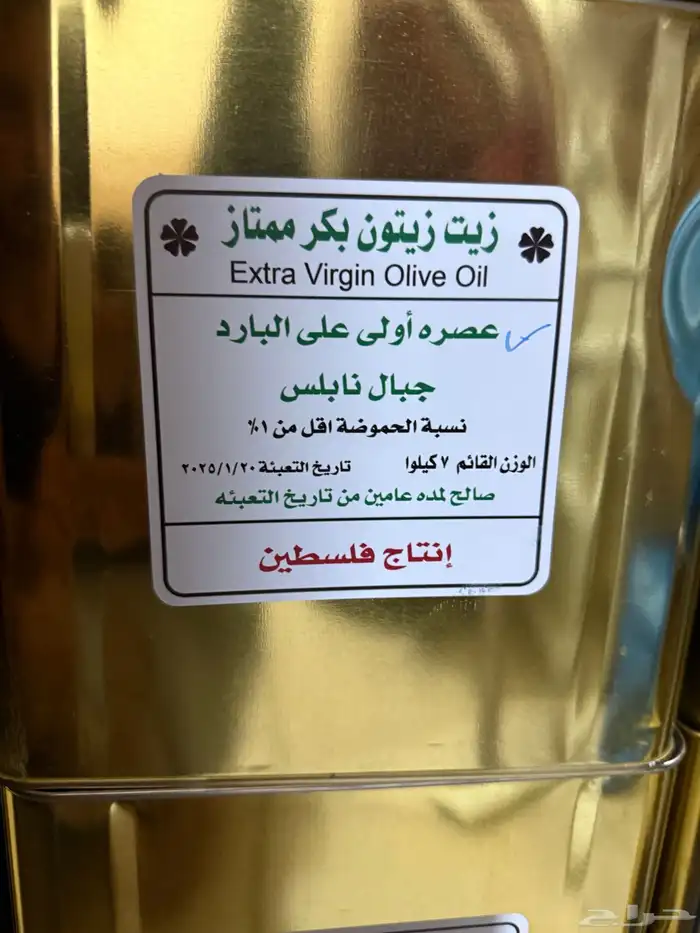 زيت زيتون بكر ممتاز
Extra Virgin Olive Oil
عصره أولى على البارد
جبال نابلس
نسبة الحموضة اقل من ١%
الوزن القائم ٧ كيلوا تاريخ التعبئة ٢٠٢٥/١/٢٠
صالح لمده عامين من تاريخ التعبئه
إنتاج فلسطين
حراج